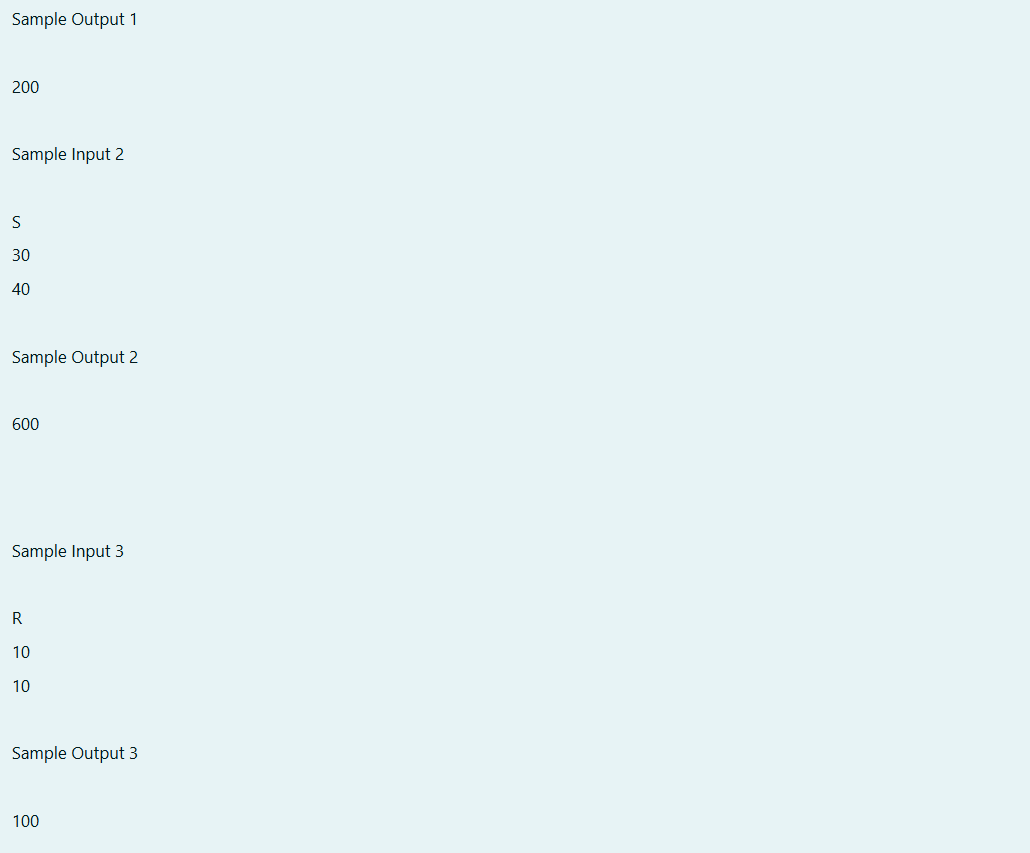 Sample Output 1
200
Sample Input 2
S
30
40
Sample Output 2
600
Sample Input 3
R
10
10
Sample Output 3
100